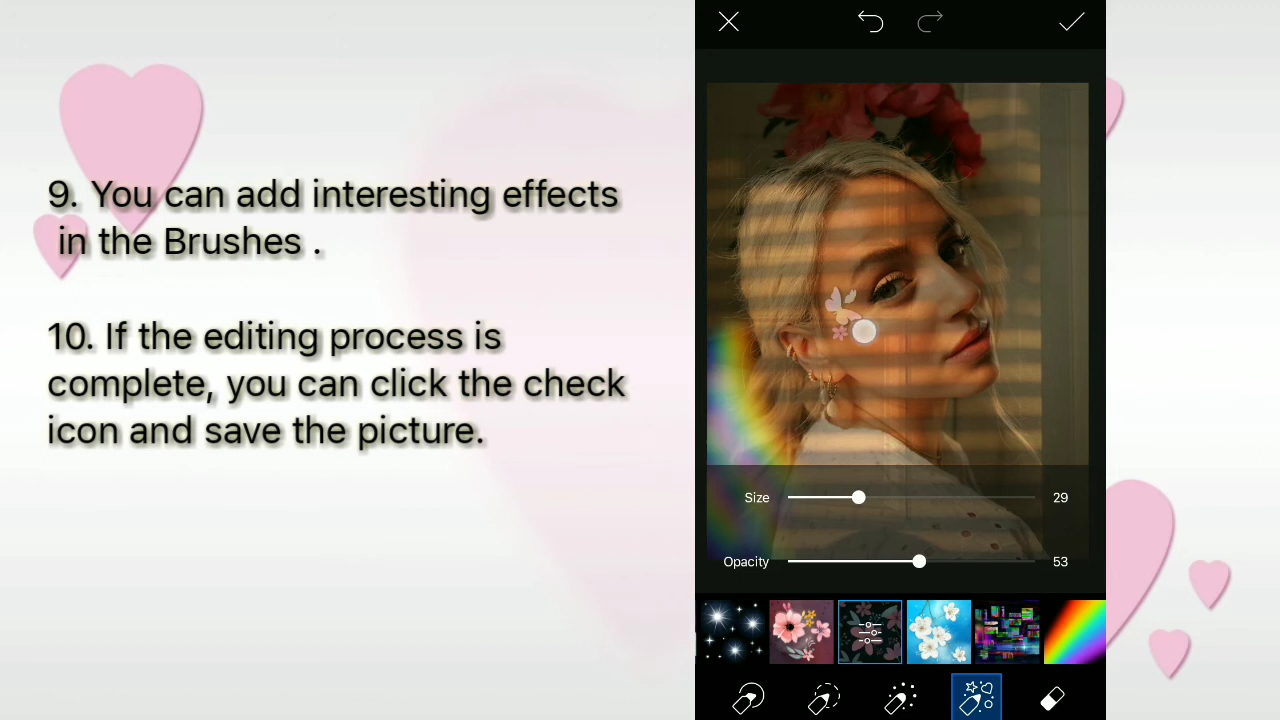 9. You can add interesting effects
in the Brushes .
10. If the editing process is
complete, you can click the check
icon and save the picture.
Size 29
Opacity 53